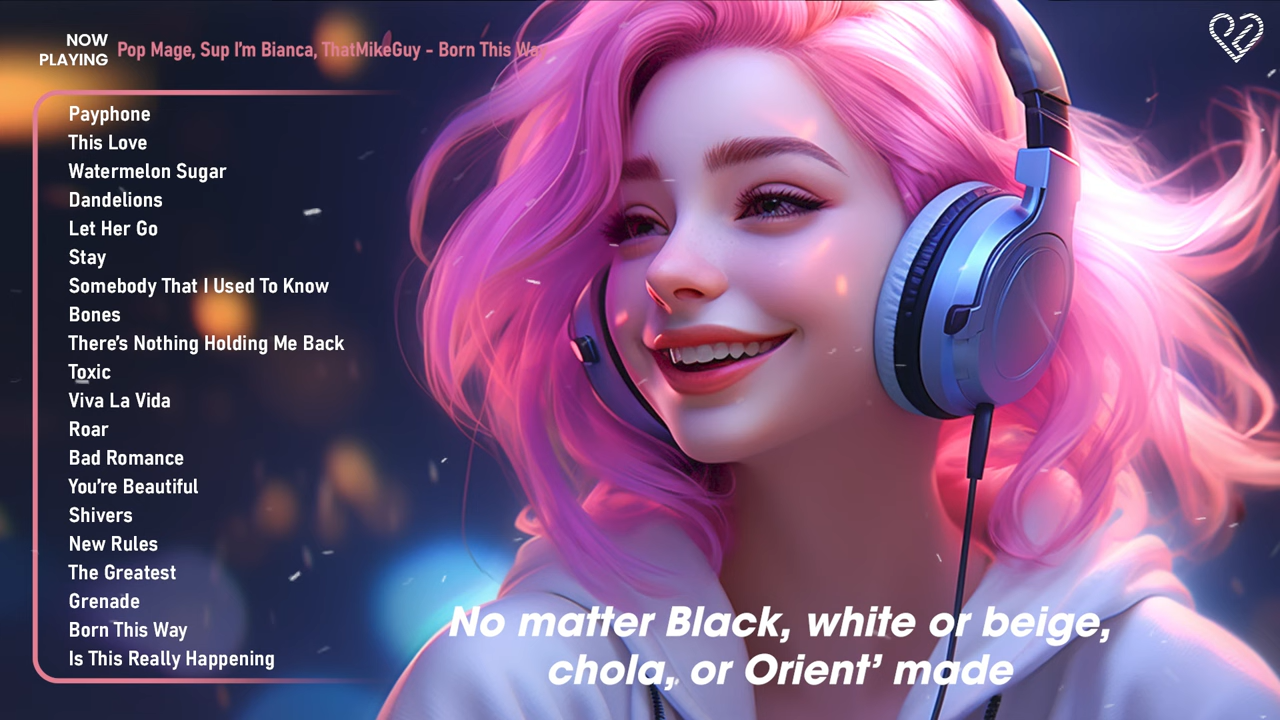 NOW
PLAYING
Pop Mage, Sup I'm Bianca, ThatMikeGuy - Born This Way
Payphone
This Love
Watermelon Sugar
Dandelions
Let Her Go
Stay
Somebody That I Used To Know
Bones
There's Nothing Holding Me Back
Toxic
Viva La Vida
Roar
Bad Romance
You're Beautiful
Shivers
New Rules
The Greatest
Grenade
Born This Way
Is This Really Happening
No matter Black, white or beige,
chola, or Orient' made